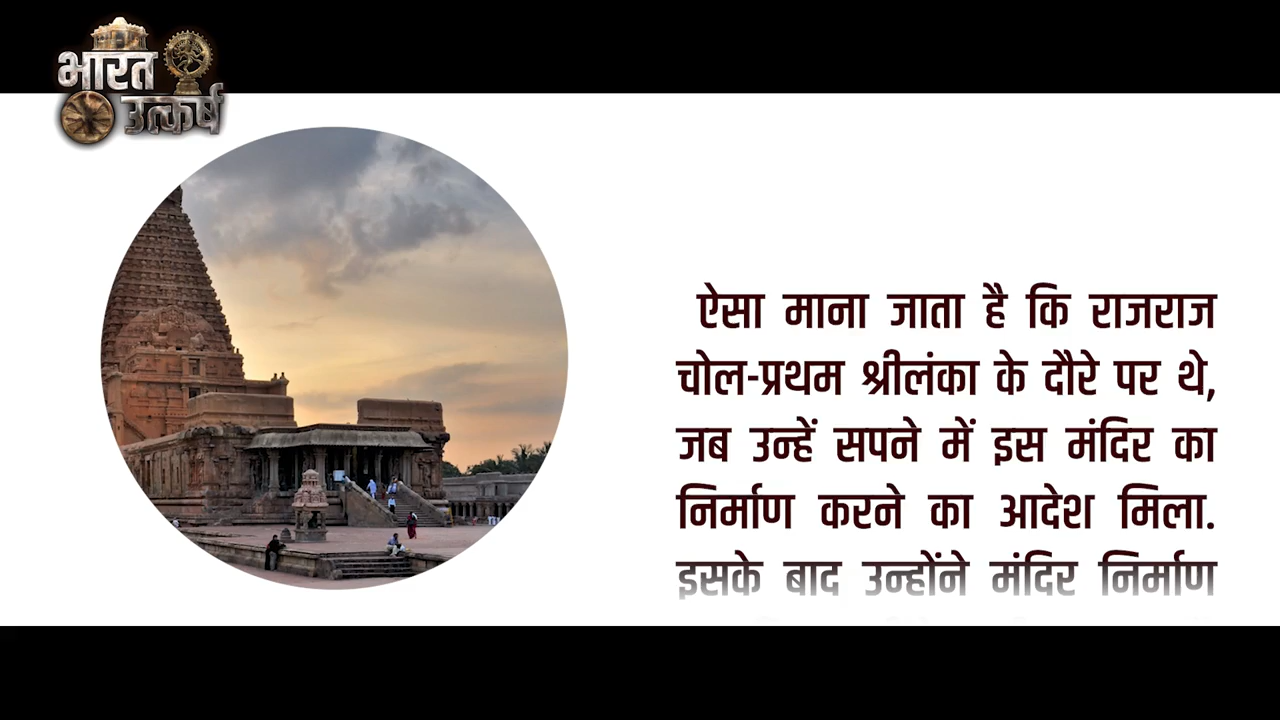 भारत
उत्कर्ष
ऐसा माना जाता है कि राजराज
चोल-प्रथम श्रीलंका के दौरे पर थे,
जब उन्हें सपने में इस मंदिर का
निर्माण करने का आदेश मिला.
इसके बाद उन्होंने मंदिर निर्माण